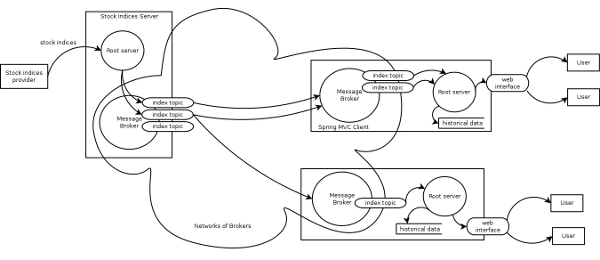 Stock Indices Server
stock indices
Root server
Stock indices
provider
index topic
index topic
index topic
Message
Broker
Networks of Brokers
index topic
index topic
Message
Broker
Root server
historical data
Spring MVC Client
web
interface
User
User
Message
Broker
index topic
Root server
historical data
web
interface
User
User